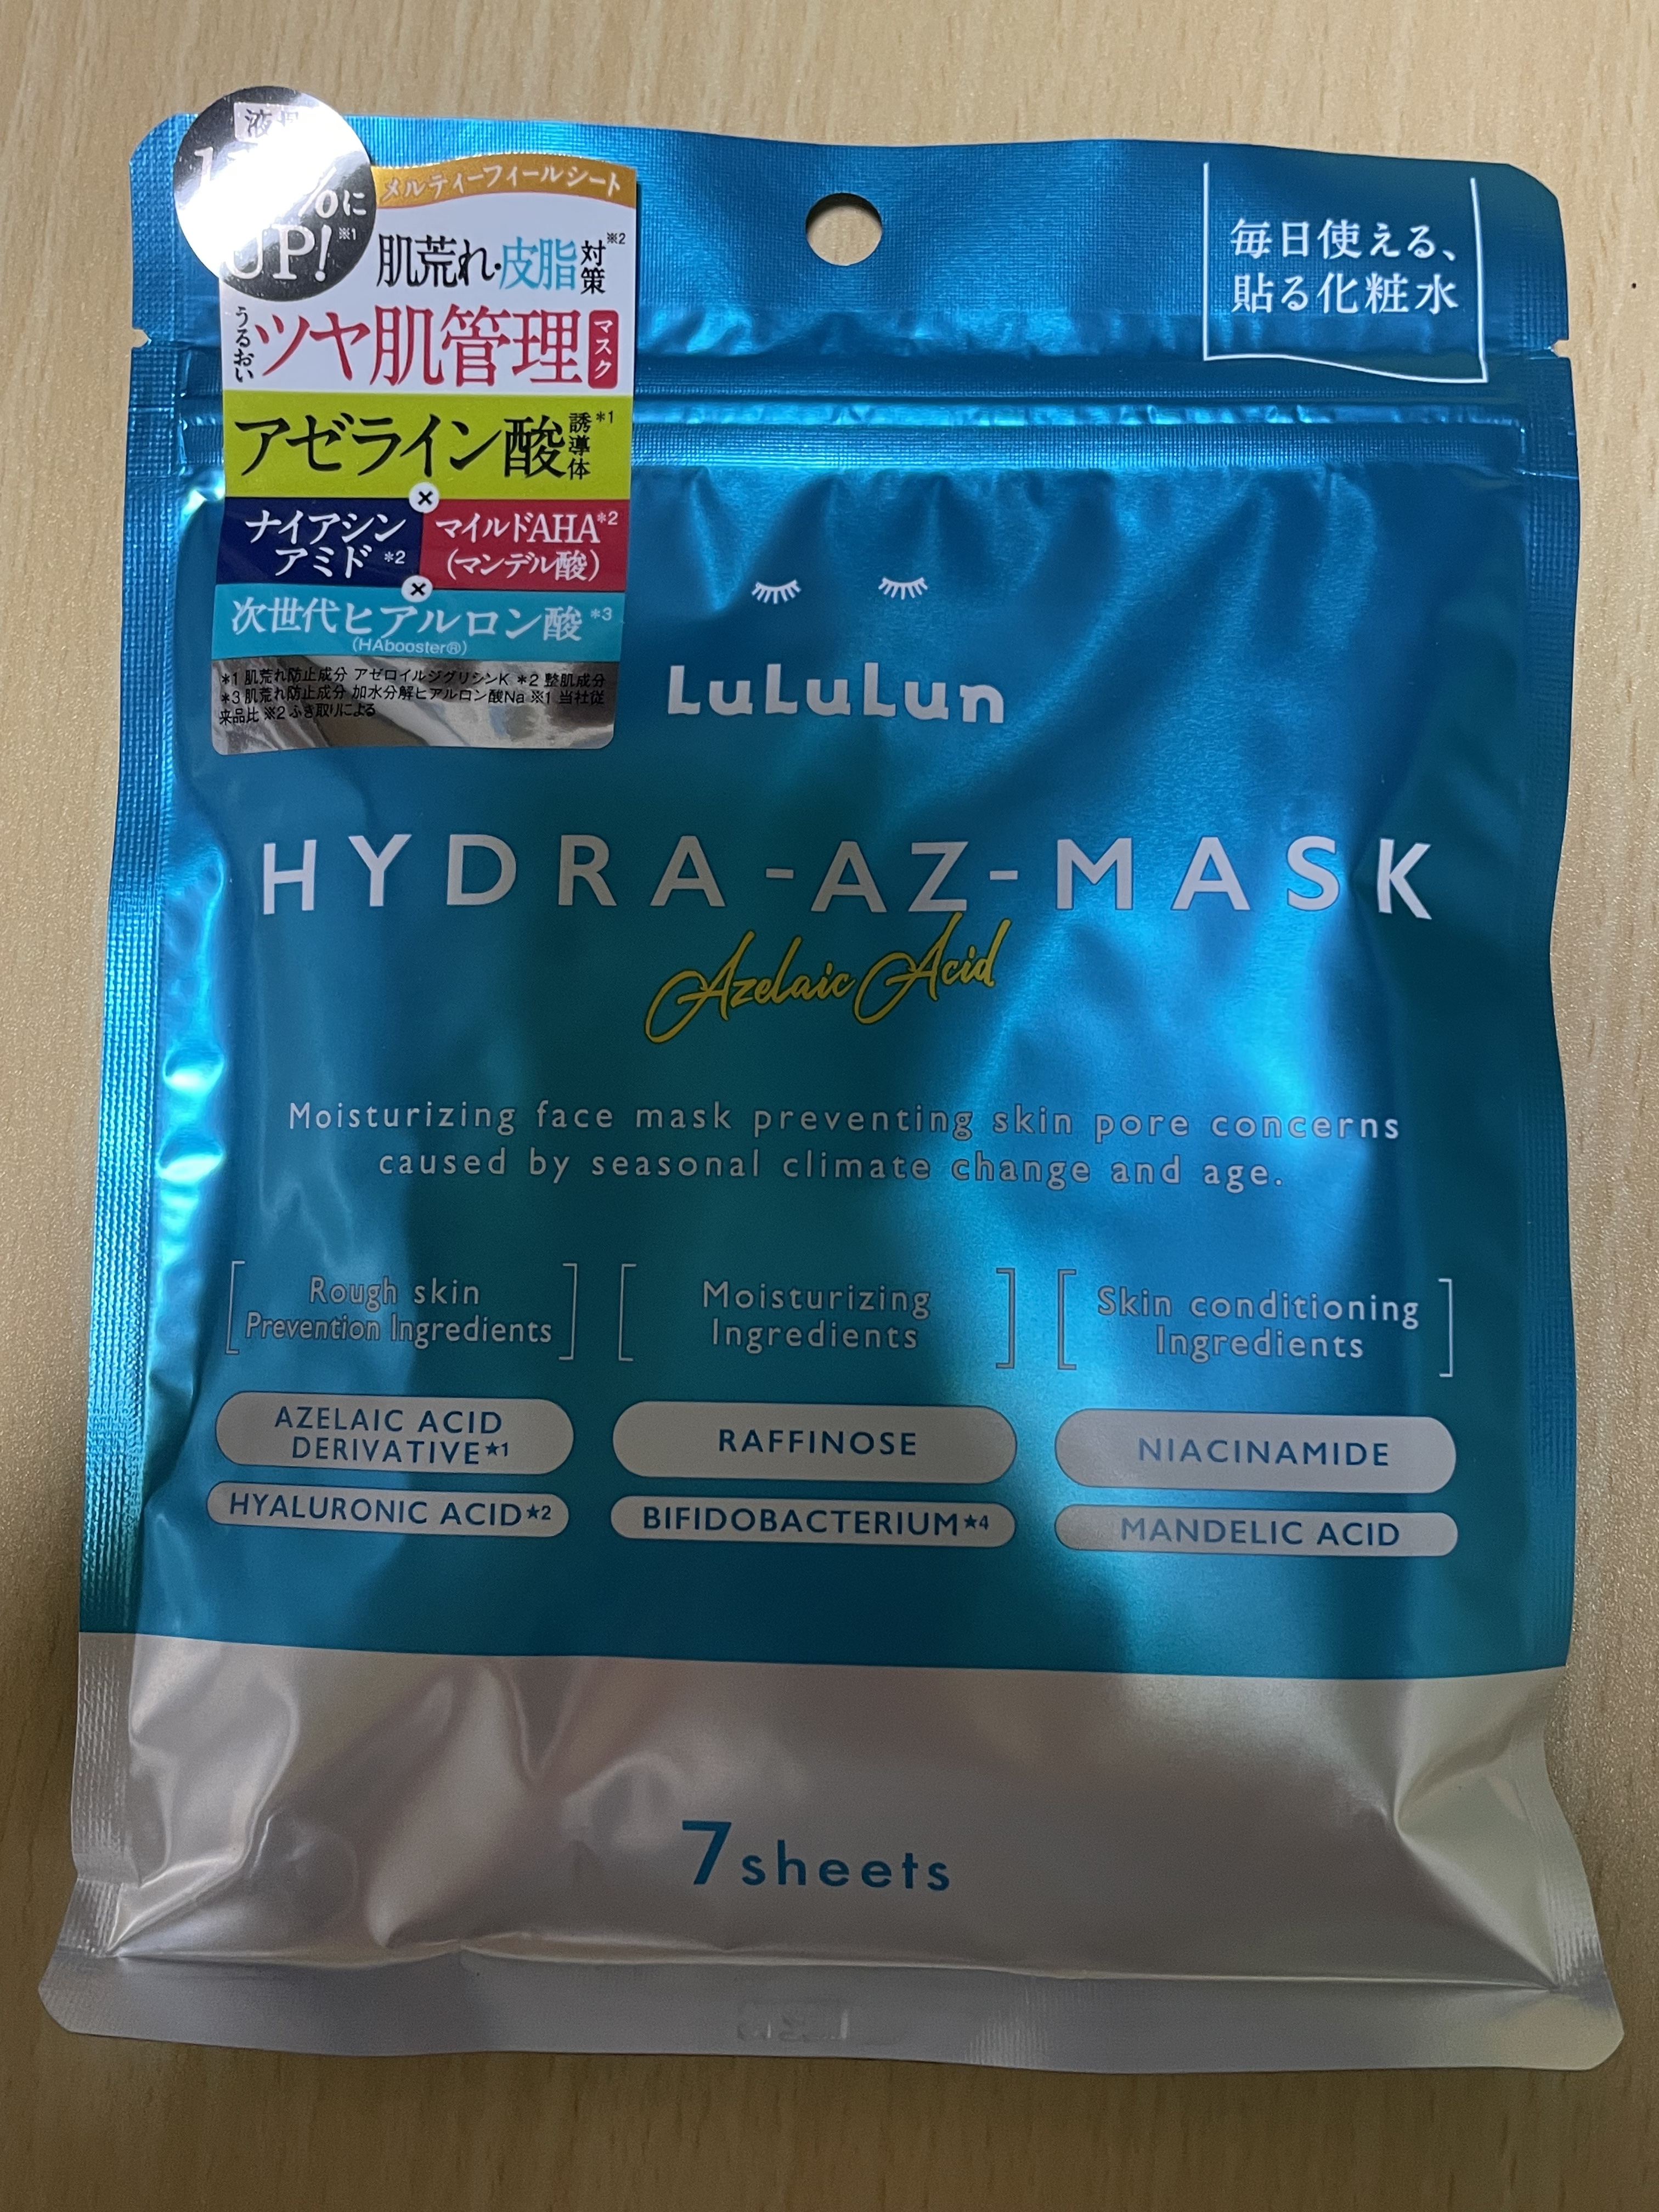 %に
UP!※1
メルティーフィールシート
肌荒れ・皮脂対策※2
うるおいツヤ肌管理マスク
アゼライン酸誘導体*1
×
ナイアシンアミド*2
マイルドAHA*2
(マンデル酸)
×
次世代ヒアルロン酸*3
(HAbooster®)
*1 肌荒れ防止成分 アゼロイルジグリシンK *2 整肌成分
*3 肌荒れ防止成分 加水分解ヒアルロン酸Na ※1 当社従
来品比 ※2 ふき取りによる
毎日使える、
貼る化粧水
LuLuLun
HYDRA-AZ-MASK
Azelaic Acid
Moisturizing face mask preventing skin pore concerns
caused by seasonal climate change and age.
Rough skin
Prevention Ingredients
AZELAIC ACID
DERIVATIVE★1
HYALURONIC ACID★2
Moisturizing
Ingredients
RAFFINOSE
BIFIDOBACTERIUM★4
Skin conditioning
Ingredients
NIACINAMIDE
MANDELIC ACID
7sheets